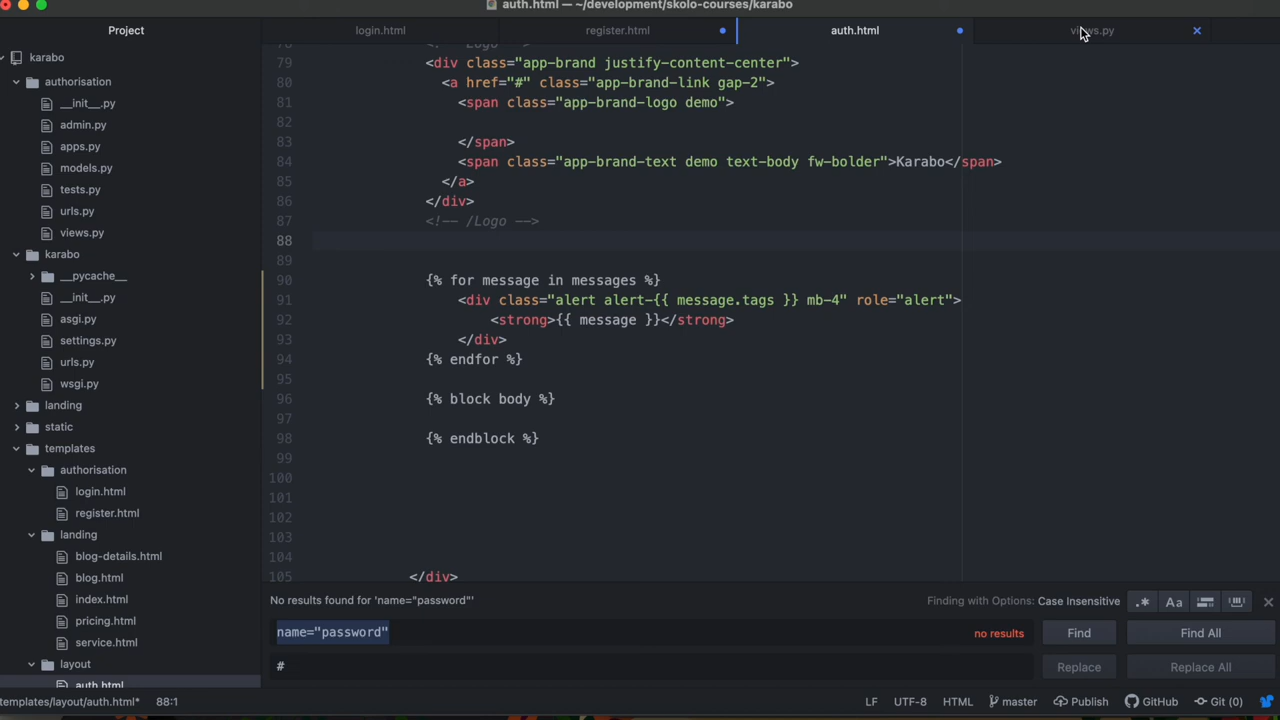 auth.html — ~/development/skolo-courses/karabo
Project
login.html
register.html
auth.html
views.py
karabo
authorisation
__init__.py
admin.py
apps.py
models.py
tests.py
urls.py
views.py
karabo
__pycache__
__init__.py
asgi.py
settings.py
urls.py
wsgi.py
landing
static
templates
authorisation
login.html
register.html
landing
blog-details.html
blog.html
index.html
pricing.html
service.html
layout
auth.html
78 <!-- Logo -->
79 <div class="app-brand justify-content-center">
80 <a href="#" class="app-brand-link gap-2">
81 <span class="app-brand-logo demo">
82
83 </span>
84 <span class="app-brand-text demo text-body fw-bolder">Karabo</span>
85 </a>
86 </div>
87 <!-- /Logo -->
88
89
90 {% for message in messages %}
91 <div class="alert alert-{{ message.tags }} mb-4" role="alert">
92 <strong>{{ message }}</strong>
93 </div>
94 {% endfor %}
95
96 {% block body %}
97
98 {% endblock %}
99
100
101
102
103
104
105 </div>
No results found for 'name="password"'
Finding with Options: Case Insensitive
.* Aa
name="password"
no results
Find
Find All
#
Replace
Replace All
templates/layout/auth.html* 88:1
LF UTF-8 HTML master Publish GitHub Git (0)